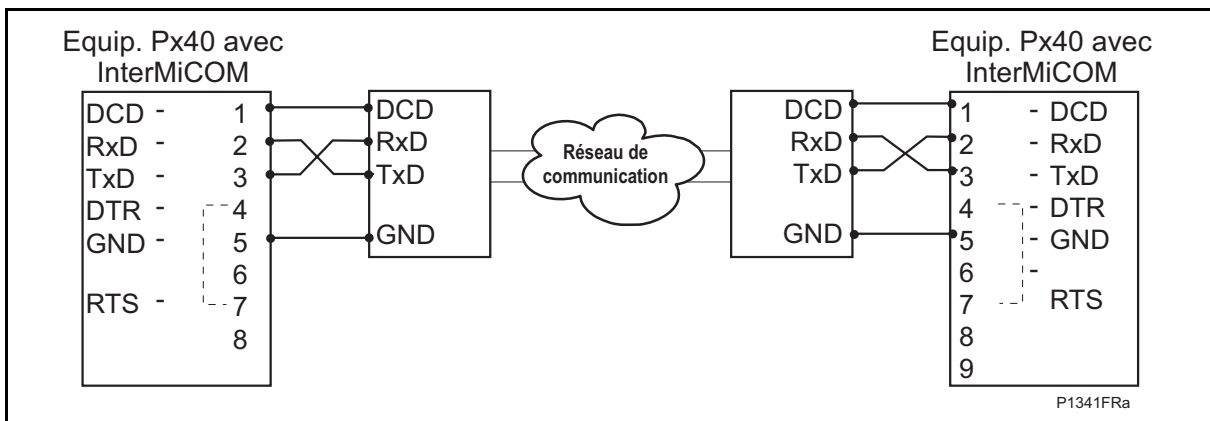 Equip. Px40 avec
InterMiCOM
DCD - 1
RxD - 2
TxD - 3
DTR - 4
GND - 5
6
RTS - 7
8
DCD
RxD
TxD
GND
Réseau de
communication
DCD
RxD
TxD
GND
Equip. Px40 avec
InterMiCOM
1 - DCD
2 - RxD
3 - TxD
4 - DTR
5 - GND
6 -
7 RTS
8
9
P1341FRa